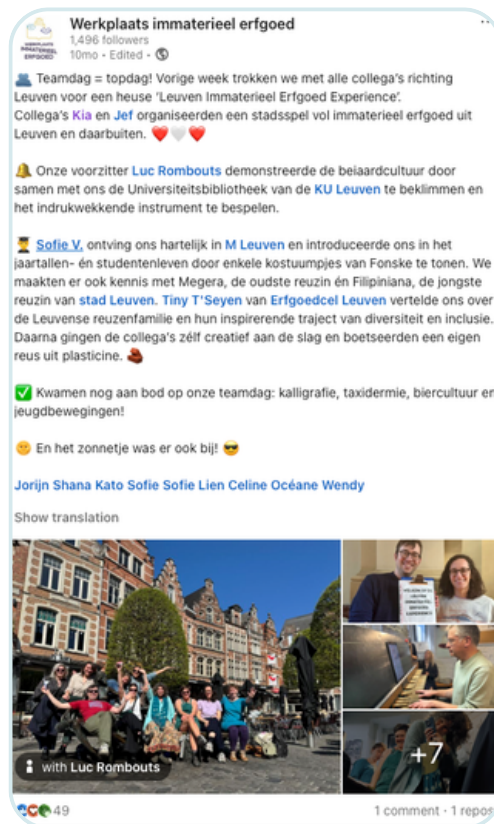 Werkplaats immaterieel erfgoed
WERKPLAATS
IMMATERIEEL
ERFGOED
1,496 followers
10mo • Edited •
Teamdag = topdag! Vorige week trokken we met alle collega's richting
Leuven voor een heuse 'Leuven Immaterieel Erfgoed Experience'.
Collega's Kia en Jef organiseerden een stadsspel vol immaterieel erfgoed uit
Leuven en daarbuiten. ❤️🤍❤️
🔔 Onze voorzitter Luc Rombouts demonstreerde de beiaardcultuur door
samen met ons de Universiteitsbibliotheek van de KU Leuven te beklimmen en
het indrukwekkende instrument te bespelen.
Sofie V. ontving ons hartelijk in M Leuven en introduceerde ons in het
jaartallen- én studentenleven door enkele kostuumpjes van Fonske te tonen. We
maakten er ook kennis met Megera, de oudste reuzin én Filipiniana, de jongste
reuzin van stad Leuven. Tiny T'Seyen van Erfgoedcel Leuven vertelde ons over
de Leuvense reuzenfamilie en hun inspirerende traject van diversiteit en inclusie.
Daarna gingen de collega's zélf creatief aan de slag en boetseerden een eigen
reus uit plasticine.
✅ Kwamen nog aan bod op onze teamdag: kalligrafie, taxidermie, biercultuur en
jeugdbewegingen!
🌞 En het zonnetje was er ook bij! 😎
Jorijn Shana Kato Sofie Sofie Lien Celine Océane Wendy
Show translation
with Luc Rombouts
+7
49
1 comment • 1 repos